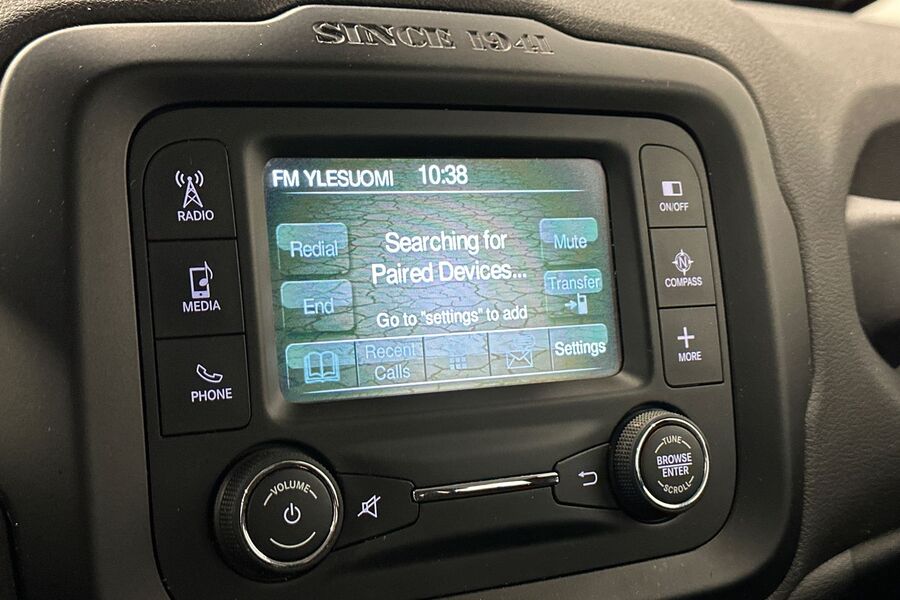 SINCE 1941
FM YLESUOMI 10:38
RADIO
MEDIA
PHONE
Redial
End
Searching for
Paired Devices...
Go to "settings" to add
Mute
Transfer
Recent
Calls
Settings
ON/OFF
N
COMPASS
MORE
VOLUME
TUNE
BROWSE
ENTER
SCROLL